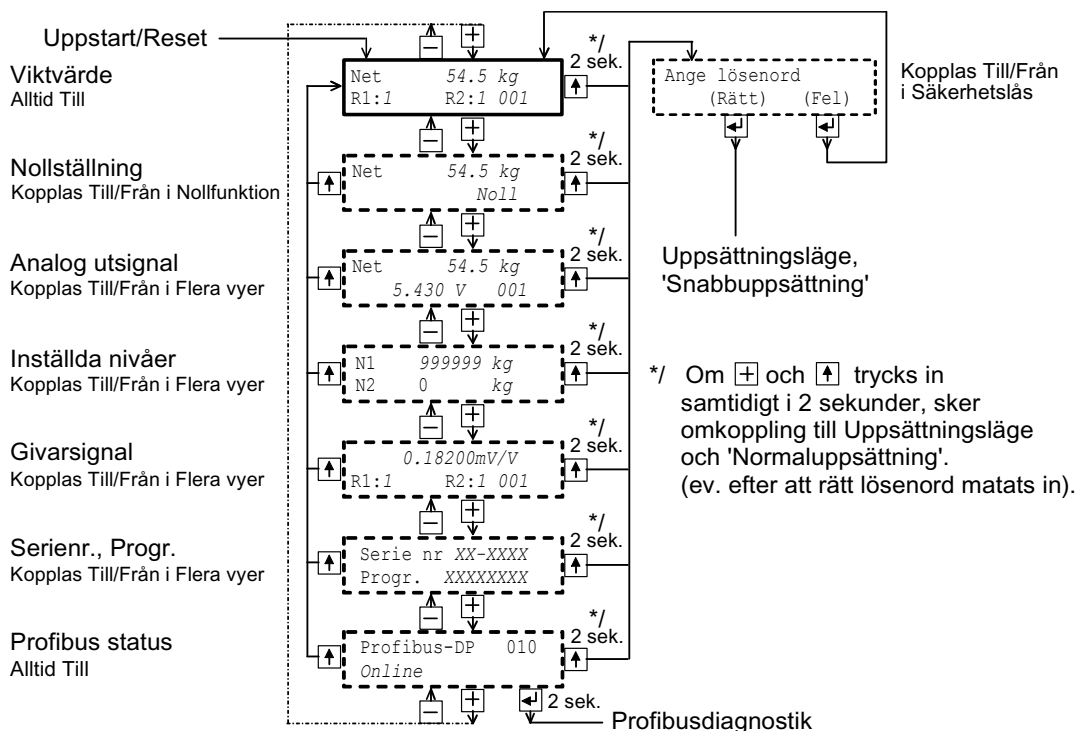 Uppstart/Reset
Viktvärde
Alltid Till
Net 54.5 kg
R1:1 R2:1 001
*/
2 sek.
Ange lösenord
(Rätt) (Fel)
Kopplas Till/Från
i Säkerhetslås
Nollställning
Kopplas Till/Från i Nollfunktion
Net 54.5 kg
Noll
*/
2 sek.
Analog utsignal
Kopplas Till/Från i Flera vyer
Net 54.5 kg
5.430 V 001
*/
2 sek.
Uppsättningsläge,
'Snabbuppsättning'
Inställda nivåer
Kopplas Till/Från i Flera vyer
N1 999999 kg
N2 0 kg
*/
2 sek.
*/ Om + och ↑ trycks in
samtidigt i 2 sekunder, sker
omkoppling till Uppsättningsläge
och 'Normaluppsättning'.
(ev. efter att rätt lösenord matats in).
Givarsignal
Kopplas Till/Från i Flera vyer
0.18200mV/V
R1:1 R2:1 001
*/
2 sek.
Serienr., Progr.
Kopplas Till/Från i Flera vyer
Serie nr XX-XXXX
Progr. XXXXXXXX
*/
2 sek.
Profibus status
Alltid Till
Profibus-DP 010
Online
*/
2 sek.
2 sek.
Profibusdiagnostik